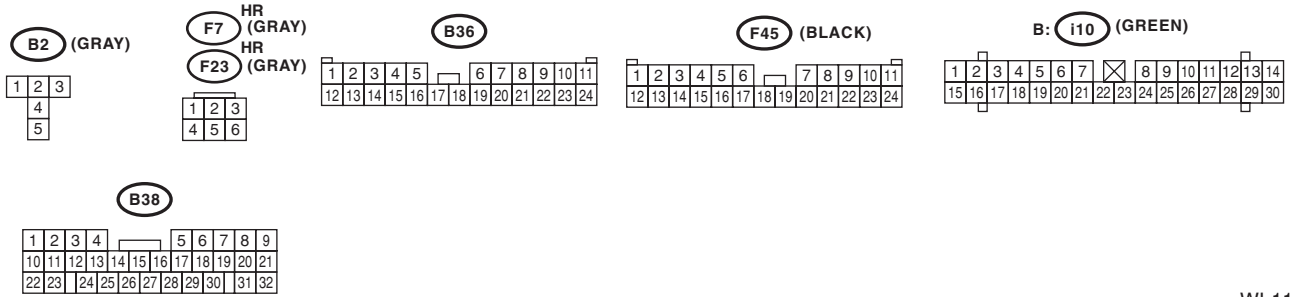 B2 (GRAY)
1 2 3
4
5
HR
F7 (GRAY)
HR
F23 (GRAY)
1 2 3
4 5 6
B36
1 2 3 4 5 6 7 8 9 10 11
12 13 14 15 16 17 18 19 20 21 22 23 24
F45 (BLACK)
1 2 3 4 5 6 7 8 9 10 11
12 13 14 15 16 17 18 19 20 21 22 23 24
B: i10 (GREEN)
1 2 3 4 5 6 7 8 9 10 11 12 13 14
15 16 17 18 19 20 21 22 23 24 25 26 27 28 29 30
B38
1 2 3 4 5 6 7 8 9
10 11 12 13 14 15 16 17 18 19 20 21
22 23 24 25 26 27 28 29 30 31 32